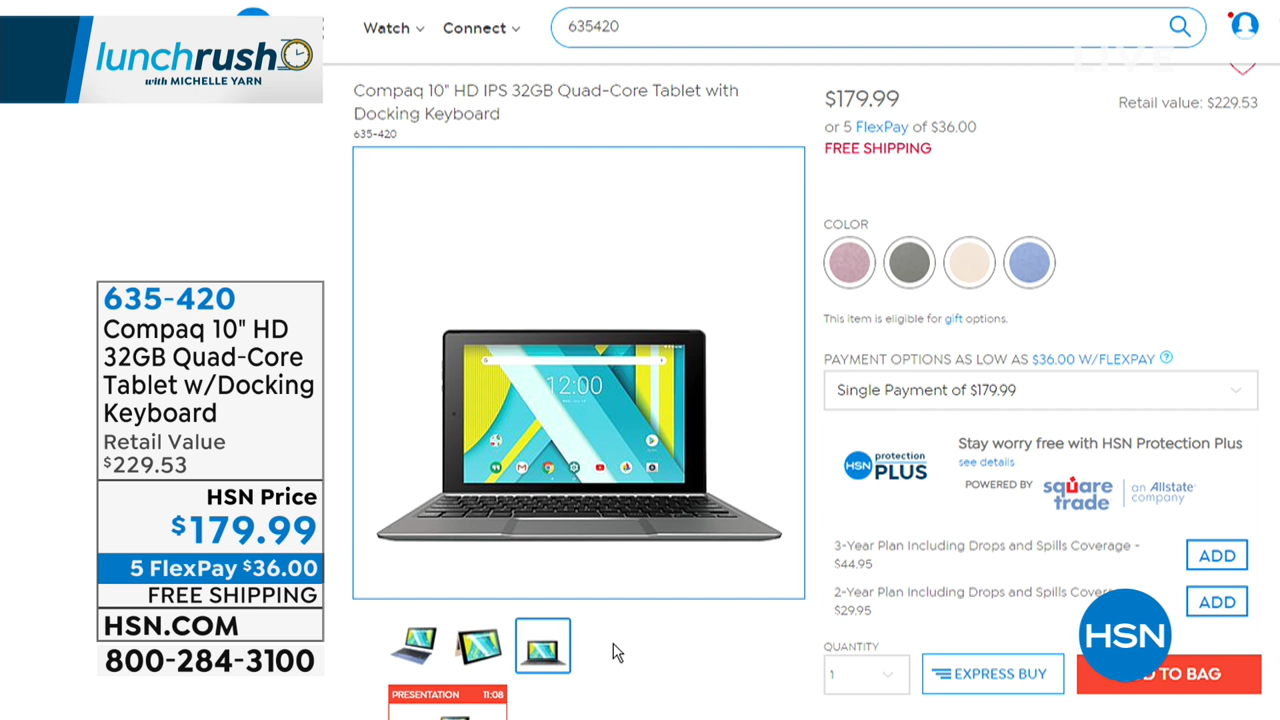 lunchrush
with MICHELLE YARN
Watch
Connect
635420
LIVE
Compaq 10" HD IPS 32GB Quad-Core Tablet with
Docking Keyboard
635-420
$179.99
Retail value: $229.53
or 5 FlexPay of $36.00
FREE SHIPPING
COLOR
This item is eligible for gift options.
PAYMENT OPTIONS AS LOW AS $36.00 W/FLEXPAY ?
Single Payment of $179.99
Stay worry free with HSN Protection Plus
see details
HSN protection PLUS
POWERED BY
square trade
an Allstate company
3-Year Plan Including Drops and Spills Coverage -
$44.95
ADD
2-Year Plan Including Drops and Spills
$29.95
ADD
QUANTITY
1
EXPRESS BUY
TO BAG
HSN
12:00
PRESENTATION 11:08
635-420
Compaq 10" HD
32GB Quad-Core
Tablet w/Docking
Keyboard
Retail Value
$229.53
HSN Price
$179.99
5 FlexPay $36.00
FREE SHIPPING
HSN.COM
800-284-3100